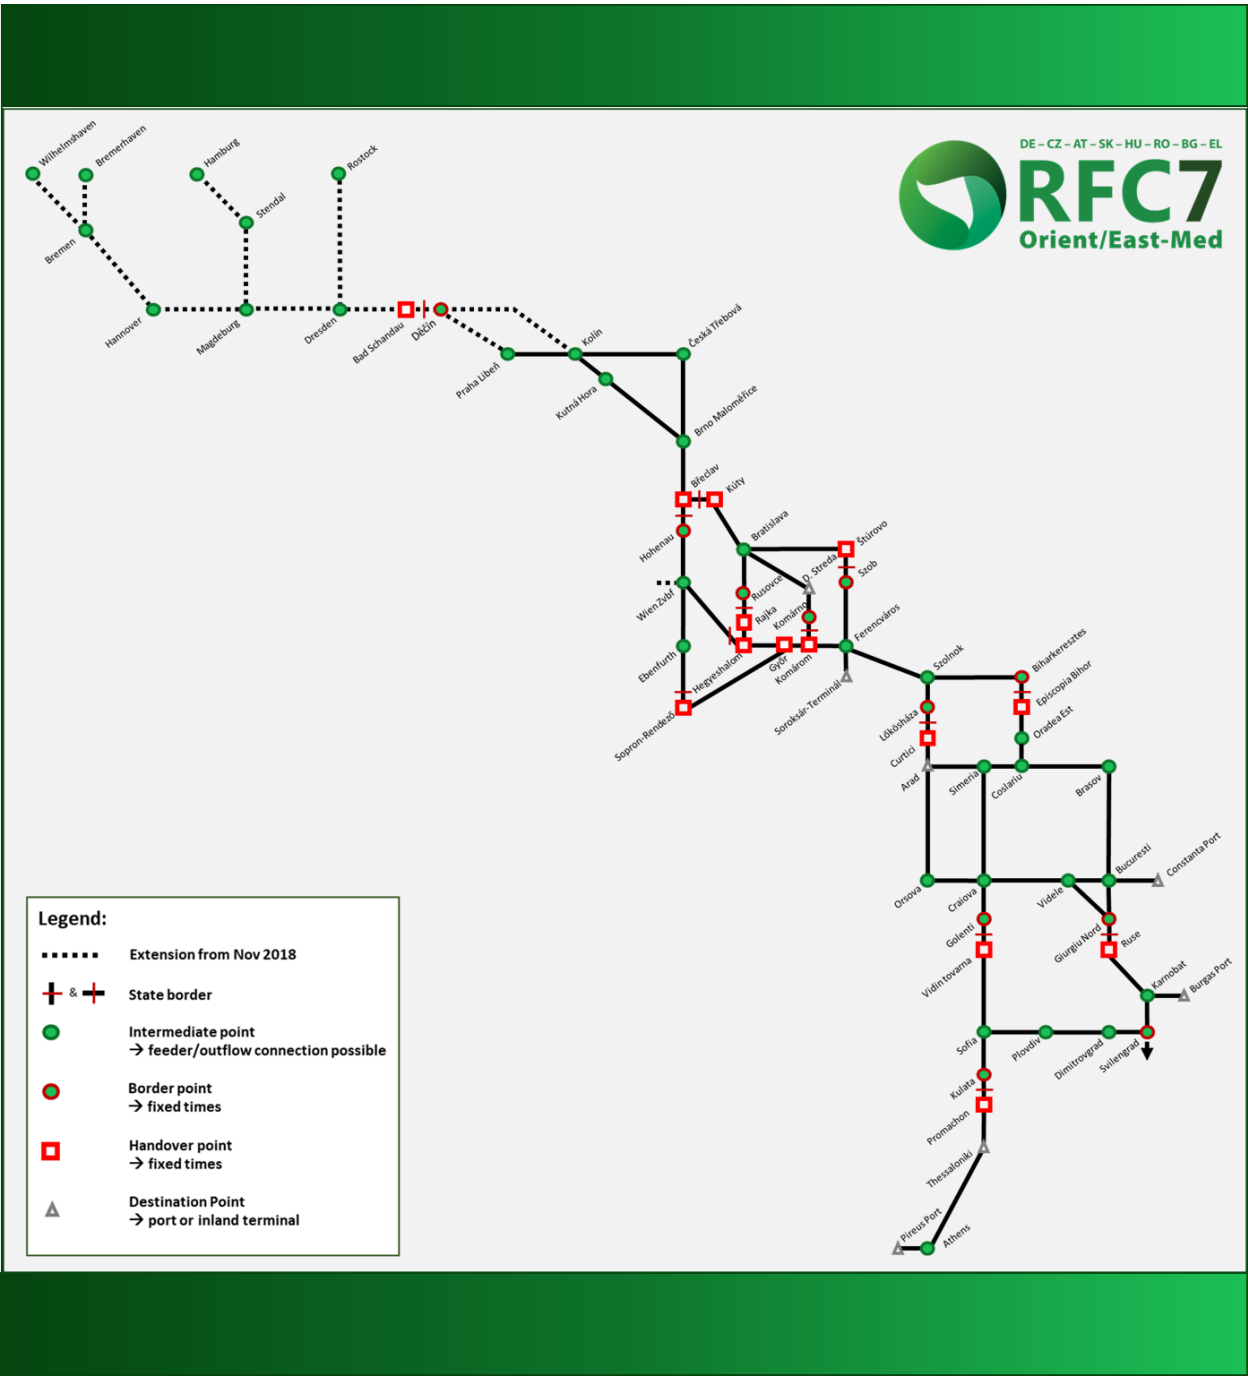 DE – CZ – AT – SK – HU – RO – BG – EL
RFC7
Orient/East-Med
Wilhelmshaven
Bremerhaven
Hamburg
Rostock
Stendal
Bremen
Hannover
Magdeburg
Dresden
Bad Schandau
Děčín
Praha Libeň
Kolín
Česká Třebová
Kutná Hora
Brno Maloměřice
Břeclav
Kúty
Hohenau
Bratislava
Štúrovo
D. Streda
Szob
Wien Zvbf
Rusovce
Rajka
Komárno
Ferencváros
Ebenfurth
Hegyeshalom
Győr
Komárom
Soroksár-Terminál
Sopron-Rendező
Szolnok
Biharkeresztes
Episcopia Bihor
Lőkösháza
Curtici
Oradea Est
Arad
Simeria
Coslariu
Brasov
Orsova
Craiova
Videle
Bucuresti
Constanta Port
Golenti
Giurgiu Nord
Ruse
Vidin tovarna
Karnobat
Burgas Port
Sofia
Plovdiv
Dimitrovgrad
Svilengrad
Kulata
Promachon
Thessaloniki
Pireus Port
Athens
Legend:
Extension from Nov 2018
& State border
Intermediate point
→ feeder/outflow connection possible
Border point
→ fixed times
Handover point
→ fixed times
Destination Point
→ port or inland terminal